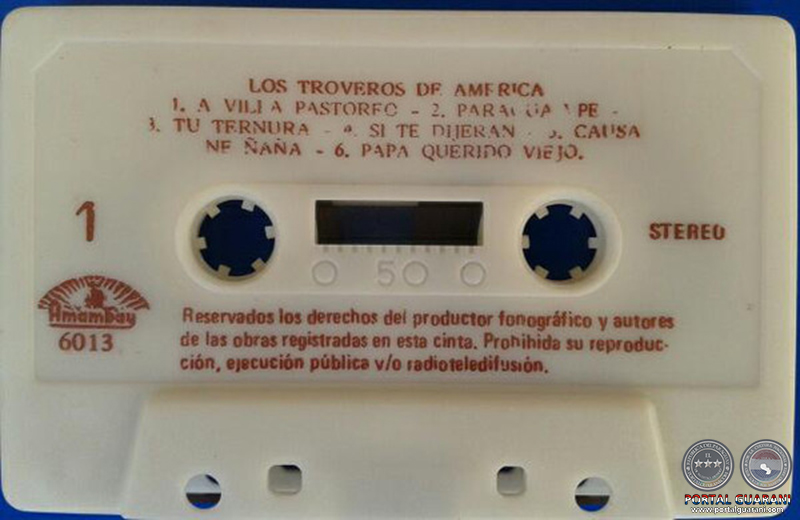 LOS TROVEROS DE AMERICA
1. A VILLA PASTOREO - 2. PARAGUAYPE -
3. TU TERNURA - 4. SI TE DIJERAN - 5. CAUSA
NE ÑAÑA - 6. PAPA QUERIDO VIEJO.
1
STEREO
50
Amambay
6013
Reservados los derechos del productor fonográfico y autores
de las obras registradas en esta cinta. Prohibida su reproduc-
ción, ejecución pública y/o radioteledifusión.
PORTAL GUARANI
www.portalguarani.com